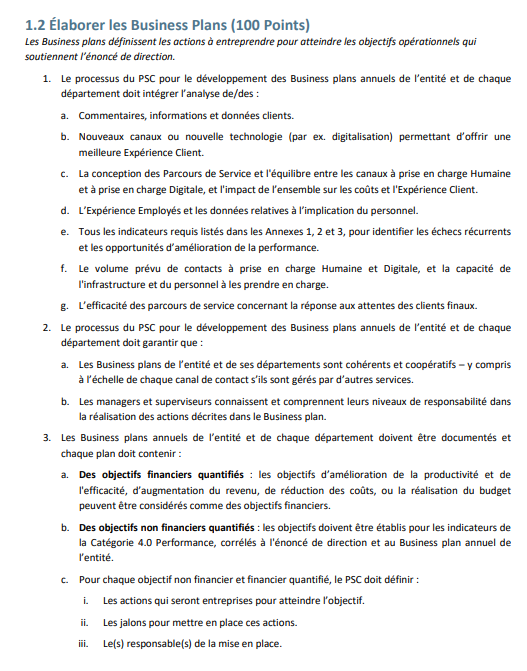 1.2 Élaborer les Business Plans (100 Points)
Les Business plans définissent les actions à entreprendre pour atteindre les objectifs opérationnels qui
soutiennent l'énoncé de direction.
1. Le processus du PSC pour le développement des Business plans annuels de l'entité et de chaque
département doit intégrer l'analyse de/des :
a. Commentaires, informations et données clients.
b. Nouveaux canaux ou nouvelle technologie (par ex. digitalisation) permettant d'offrir une
meilleure Expérience Client.
c. La conception des Parcours de Service et l'équilibre entre les canaux à prise en charge Humaine
et à prise en charge Digitale, et l'impact de l'ensemble sur les coûts et l'Expérience Client.
d. L'Expérience Employés et les données relatives à l'implication du personnel.
e. Tous les indicateurs requis listés dans les Annexes 1, 2 et 3, pour identifier les échecs récurrents
et les opportunités d'amélioration de la performance.
f. Le volume prévu de contacts à prise en charge Humaine et Digitale, et la capacité de
l'infrastructure et du personnel à les prendre en charge.
g. L'efficacité des parcours de service concernant la réponse aux attentes des clients finaux.
2. Le processus du PSC pour le développement des Business plans annuels de l'entité et de chaque
département doit garantir que :
a. Les Business plans de l'entité et de ses départements sont cohérents et coopératifs – y compris
à l'échelle de chaque canal de contact s'ils sont gérés par d'autres services.
b. Les managers et superviseurs connaissent et comprennent leurs niveaux de responsabilité dans
la réalisation des actions décrites dans le Business plan.
3. Les Business plans annuels de l'entité et de chaque département doivent être documentés et
chaque plan doit contenir :
a. Des objectifs financiers quantifiés : les objectifs d'amélioration de la productivité et de
l'efficacité, d'augmentation du revenu, de réduction des coûts, ou la réalisation du budget
peuvent être considérés comme des objectifs financiers.
b. Des objectifs non financiers quantifiés : les objectifs doivent être établis pour les indicateurs de
la Catégorie 4.0 Performance, corrélés à l'énoncé de direction et au Business plan annuel de
l'entité.
c. Pour chaque objectif non financier et financier quantifié, le PSC doit définir :
i. Les actions qui seront entreprises pour atteindre l'objectif.
ii. Les jalons pour mettre en place ces actions.
iii. Le(s) responsable(s) de la mise en place.